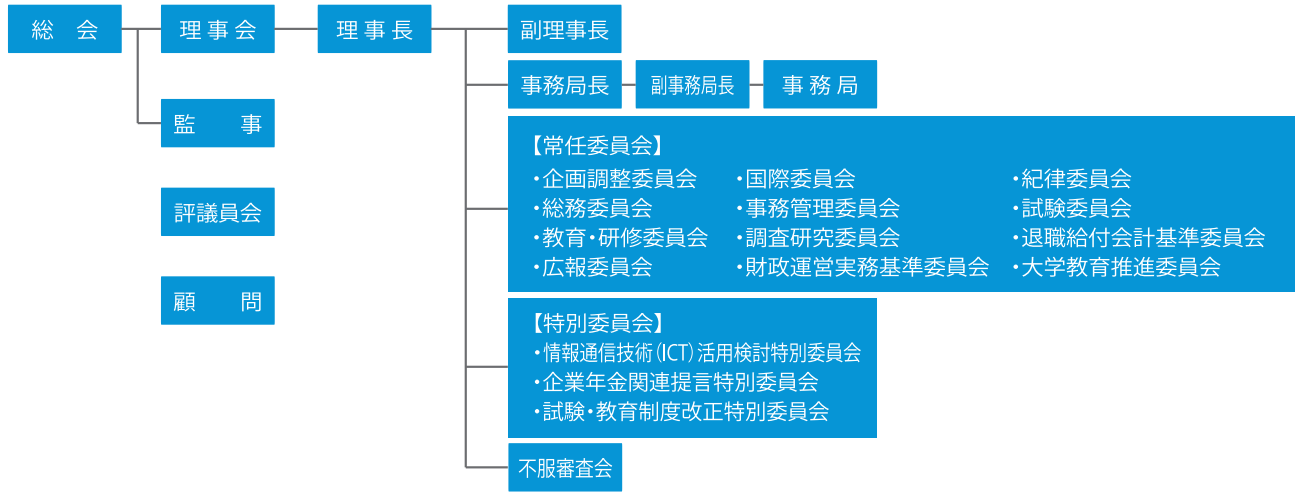 総会
理事会
理事長
副理事長
事務局長
副事務局長
事務局
監事
評議員会
顧問
【常任委員会】
・企画調整委員会
・総務委員会
・教育・研修委員会
・広報委員会
・国際委員会
・事務管理委員会
・調査研究委員会
・財政運営実務基準委員会
・紀律委員会
・試験委員会
・退職給付会計基準委員会
・大学教育推進委員会
【特別委員会】
・情報通信技術(ICT)活用検討特別委員会
・企業年金関連提言特別委員会
・試験・教育制度改正特別委員会
不服審査会